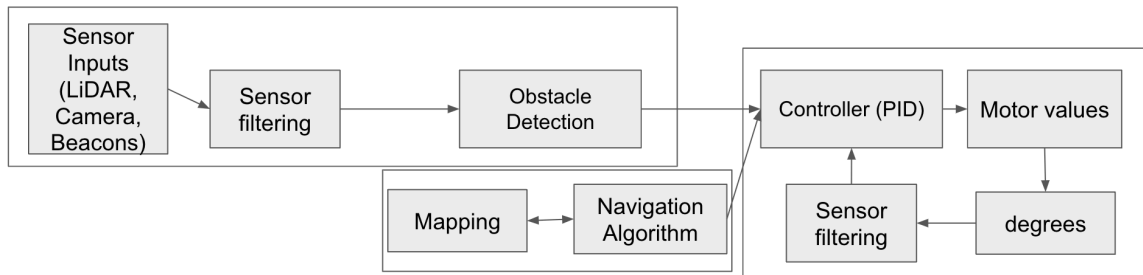 Sensor
Inputs
(LiDAR,
Camera,
Beacons)
Sensor
filtering
Obstacle
Detection
Controller (PID)
Motor values
Mapping
Navigation
Algorithm
Sensor
filtering
degrees